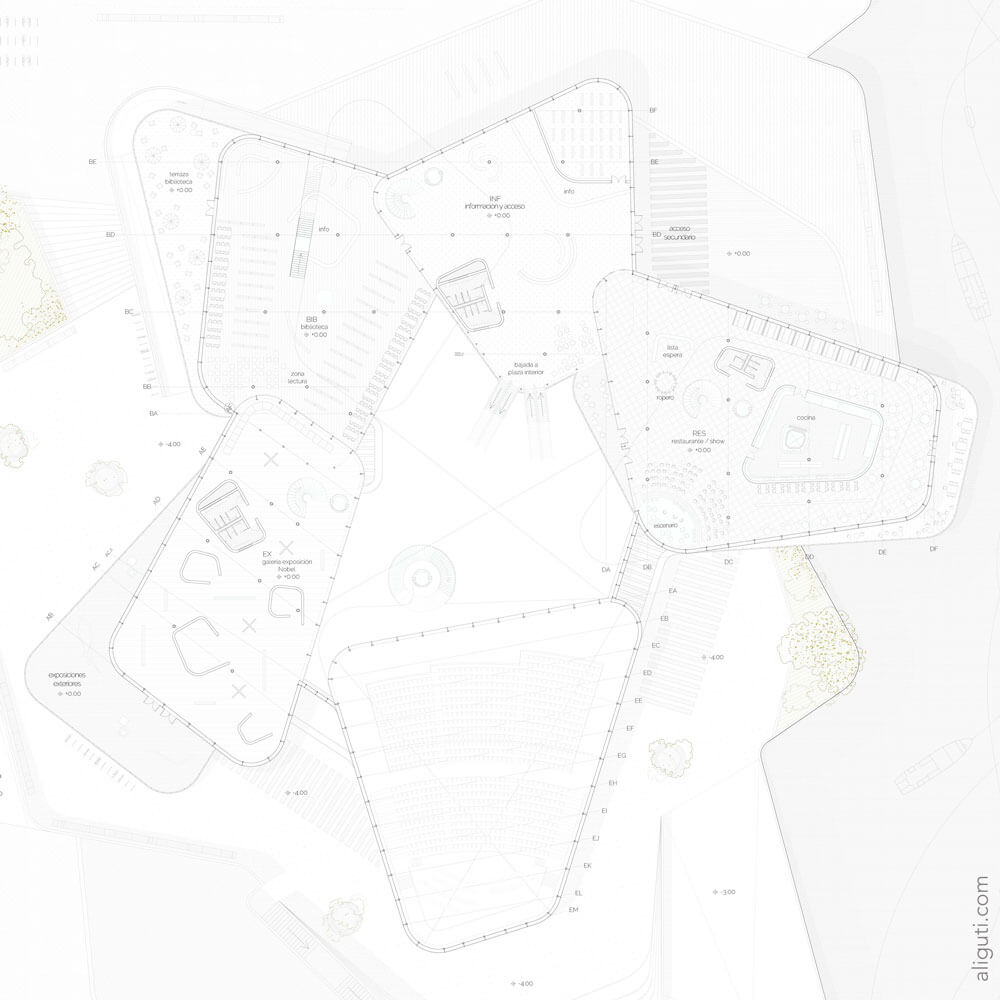 BF
BE
BE
terraza
biblioteca
+0.00
info
INF
información y acceso
+0.00
info
BD
BD
acceso
secundario
+0.00
BC
BIB
biblioteca
+0.00
bajada a
plaza interior
lista
espera
zona
lectura
BB
BA
ropero
cocina
RES
restaurante / show
+0.00
-4.00
AE
AD
escenario
EX
galería exposición
Nobel
+0.00
AC
DA
DB
DC
DD
DE
DF
EA
AB
EB
EC
-4.00
exposiciones
exteriores
+0.00
ED
EE
EF
EG
EH
-4.00
EI
EJ
EK
EL
EM
-3.00
-4.00
aliguti.com